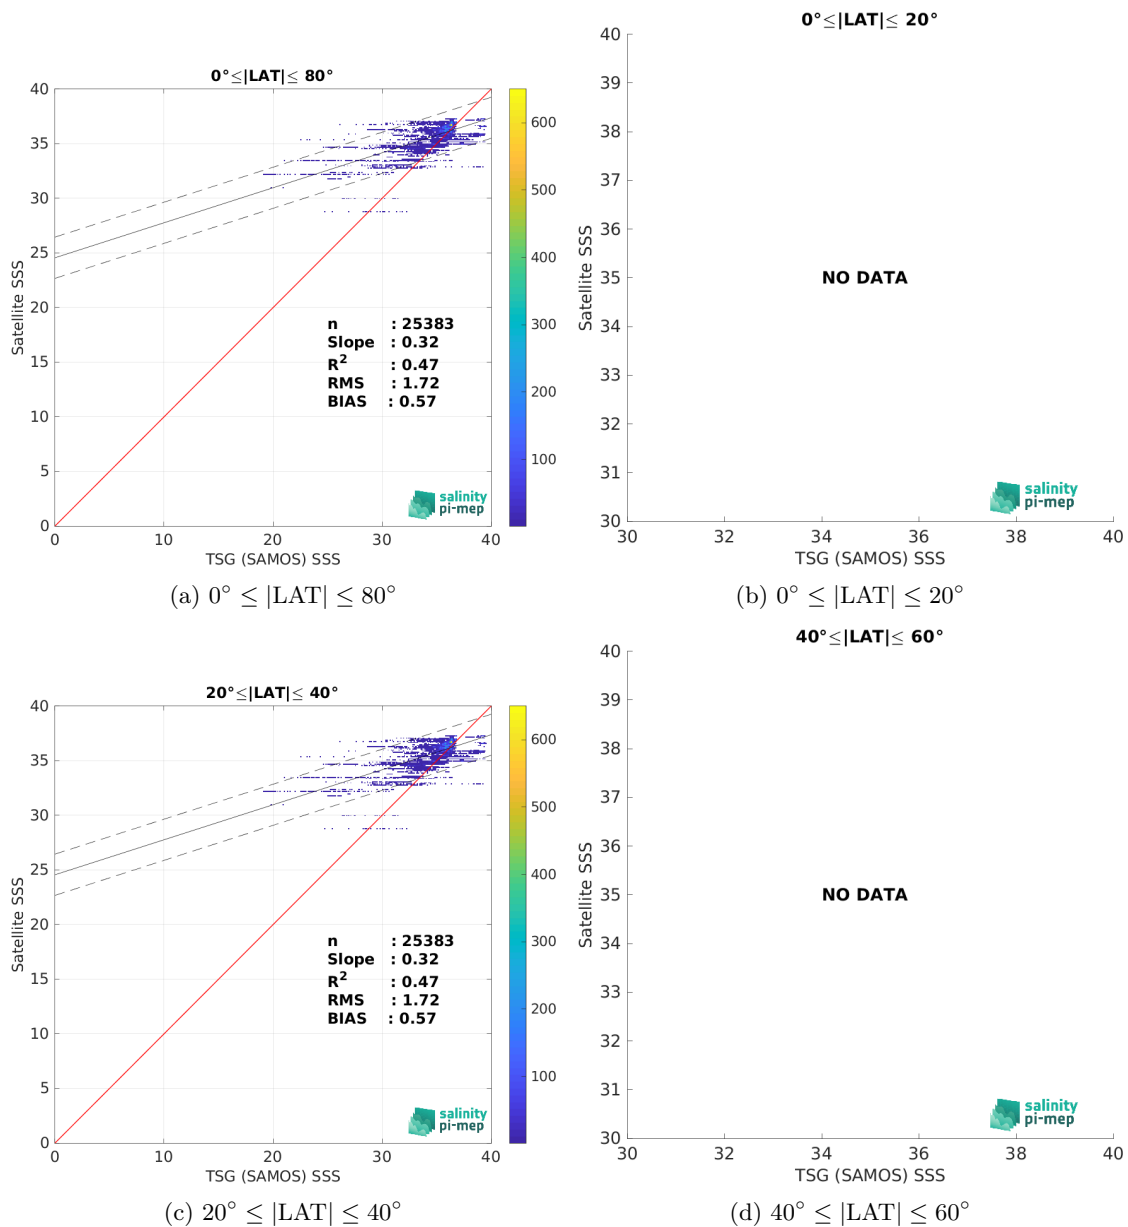 0°≤|LAT|≤ 80°
40
35
30
25
20
15
10
5
0
Satellite SSS
0
10
20
30
40
TSG (SAMOS) SSS
600
500
400
300
200
100
n : 25383
Slope : 0.32
R² : 0.47
RMS : 1.72
BIAS : 0.57
salinity
pi-mep
(a) 0° ≤ |LAT| ≤ 80°
0°≤|LAT|≤ 20°
40
39
38
37
36
35
34
33
32
31
30
Satellite SSS
NO DATA
30
32
34
36
38
40
TSG (SAMOS) SSS
salinity
pi-mep
(b) 0° ≤ |LAT| ≤ 20°
20°≤|LAT|≤ 40°
40
35
30
25
20
15
10
5
0
Satellite SSS
0
10
20
30
40
TSG (SAMOS) SSS
600
500
400
300
200
100
n : 25383
Slope : 0.32
R² : 0.47
RMS : 1.72
BIAS : 0.57
salinity
pi-mep
(c) 20° ≤ |LAT| ≤ 40°
40°≤|LAT|≤ 60°
40
39
38
37
36
35
34
33
32
31
30
Satellite SSS
NO DATA
30
32
34
36
38
40
TSG (SAMOS) SSS
salinity
pi-mep
(d) 40° ≤ |LAT| ≤ 60°